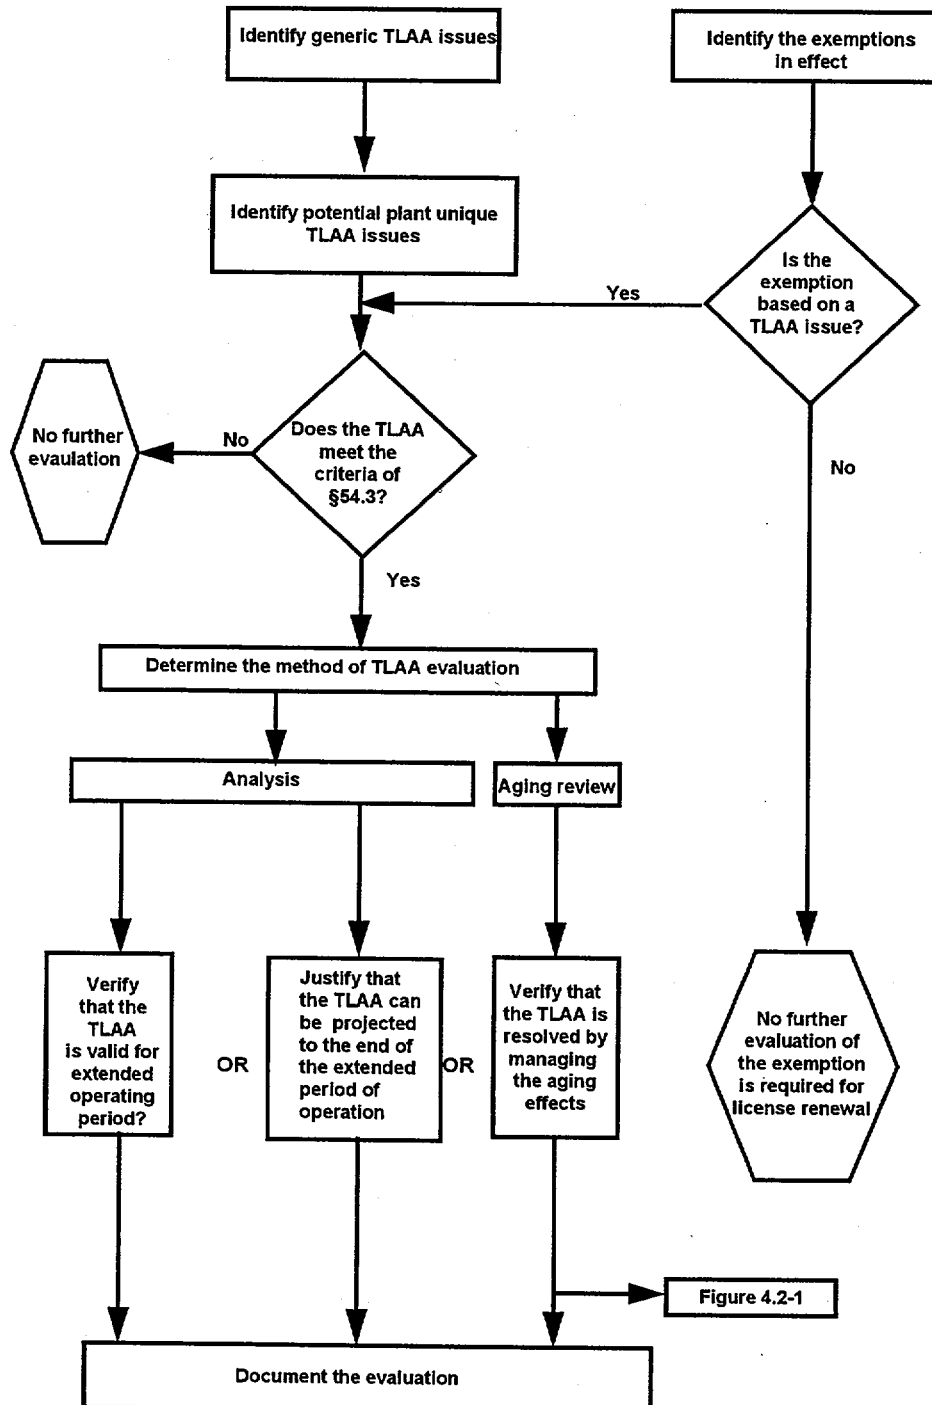 Identify generic TLAA issues
Identify the exemptions
in effect
Identify potential plant unique
TLAA issues
Is the
exemption
based on a
TLAA issue?
Yes
No further
evaulation
No
Does the TLAA
meet the
criteria of
§54.3?
No
Yes
Determine the method of TLAA evaluation
Analysis
Aging review
Verify
that the
TLAA
is valid for
extended
operating
period?
OR
Justify that
the TLAA can
be projected
to the end of
the extended
period of
operation
OR
Verify that
the TLAA is
resolved by
managing
the aging
effects
No further
evaluation of
the exemption
is required for
license renewal
Figure 4.2-1
Document the evaluation